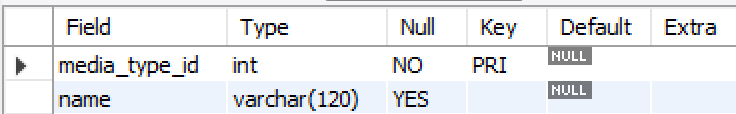 Field Type Null Key Default Extra
media_type_id int NO PRI NULL
name varchar(120) YES NULL